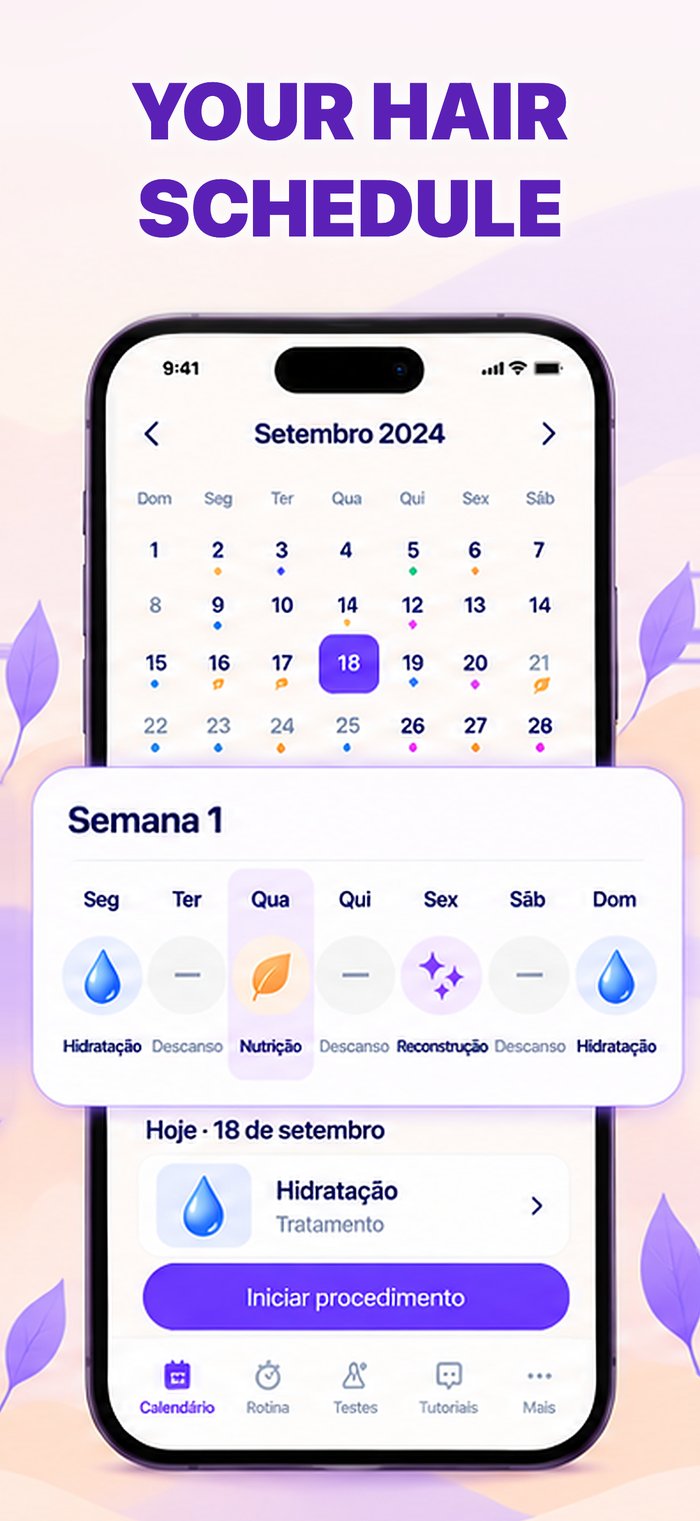 YOUR HAIR
SCHEDULE
9:41
Setembro 2024
Dom Seg Ter Qua Qui Sex Sáb
1 2 3 4 5 6 7
8 9 10 14 12 13 14
15 16 17 18 19 20 21
22 23 24 25 26 27 28
Semana 1
Seg Ter Qua Qui Sex Sãb Dom
Hidratação Descanso Nutrição Descanso Reconstrução Descanso Hidratação
Hoje · 18 de setembro
Hidratação
Tratamento
Iniciar procedimento
Calendário Rotina Testes Tutoriais Mais